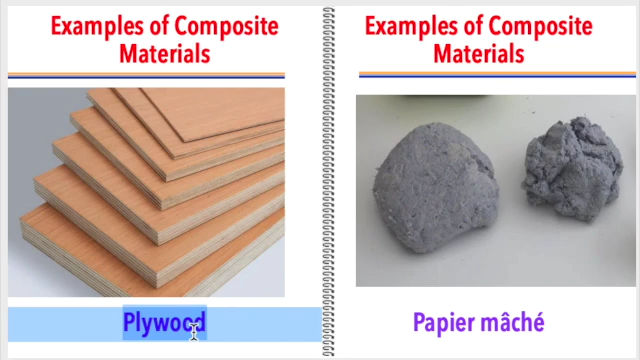 Examples of Composite
Materials
Plywood
Examples of Composite
Materials
Papier mâché